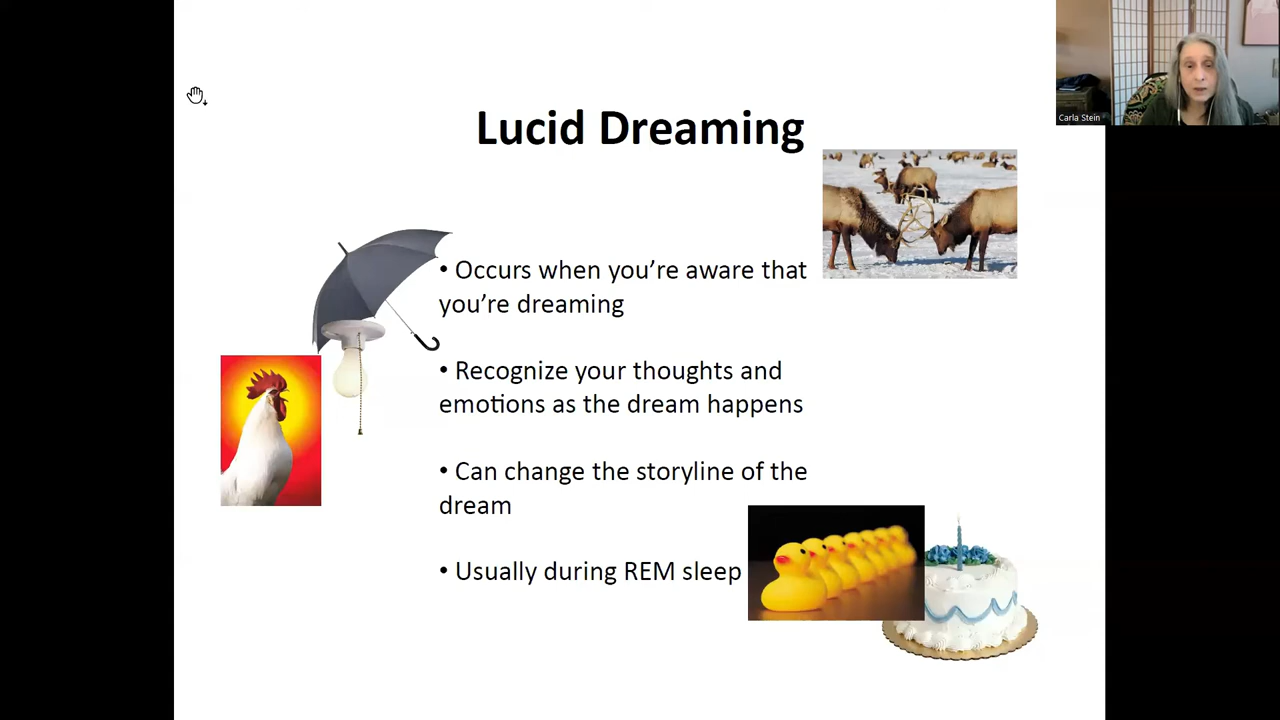 Carla Stein
Lucid Dreaming
• Occurs when you’re aware that
you’re dreaming
• Recognize your thoughts and
emotions as the dream happens
• Can change the storyline of the
dream
• Usually during REM sleep